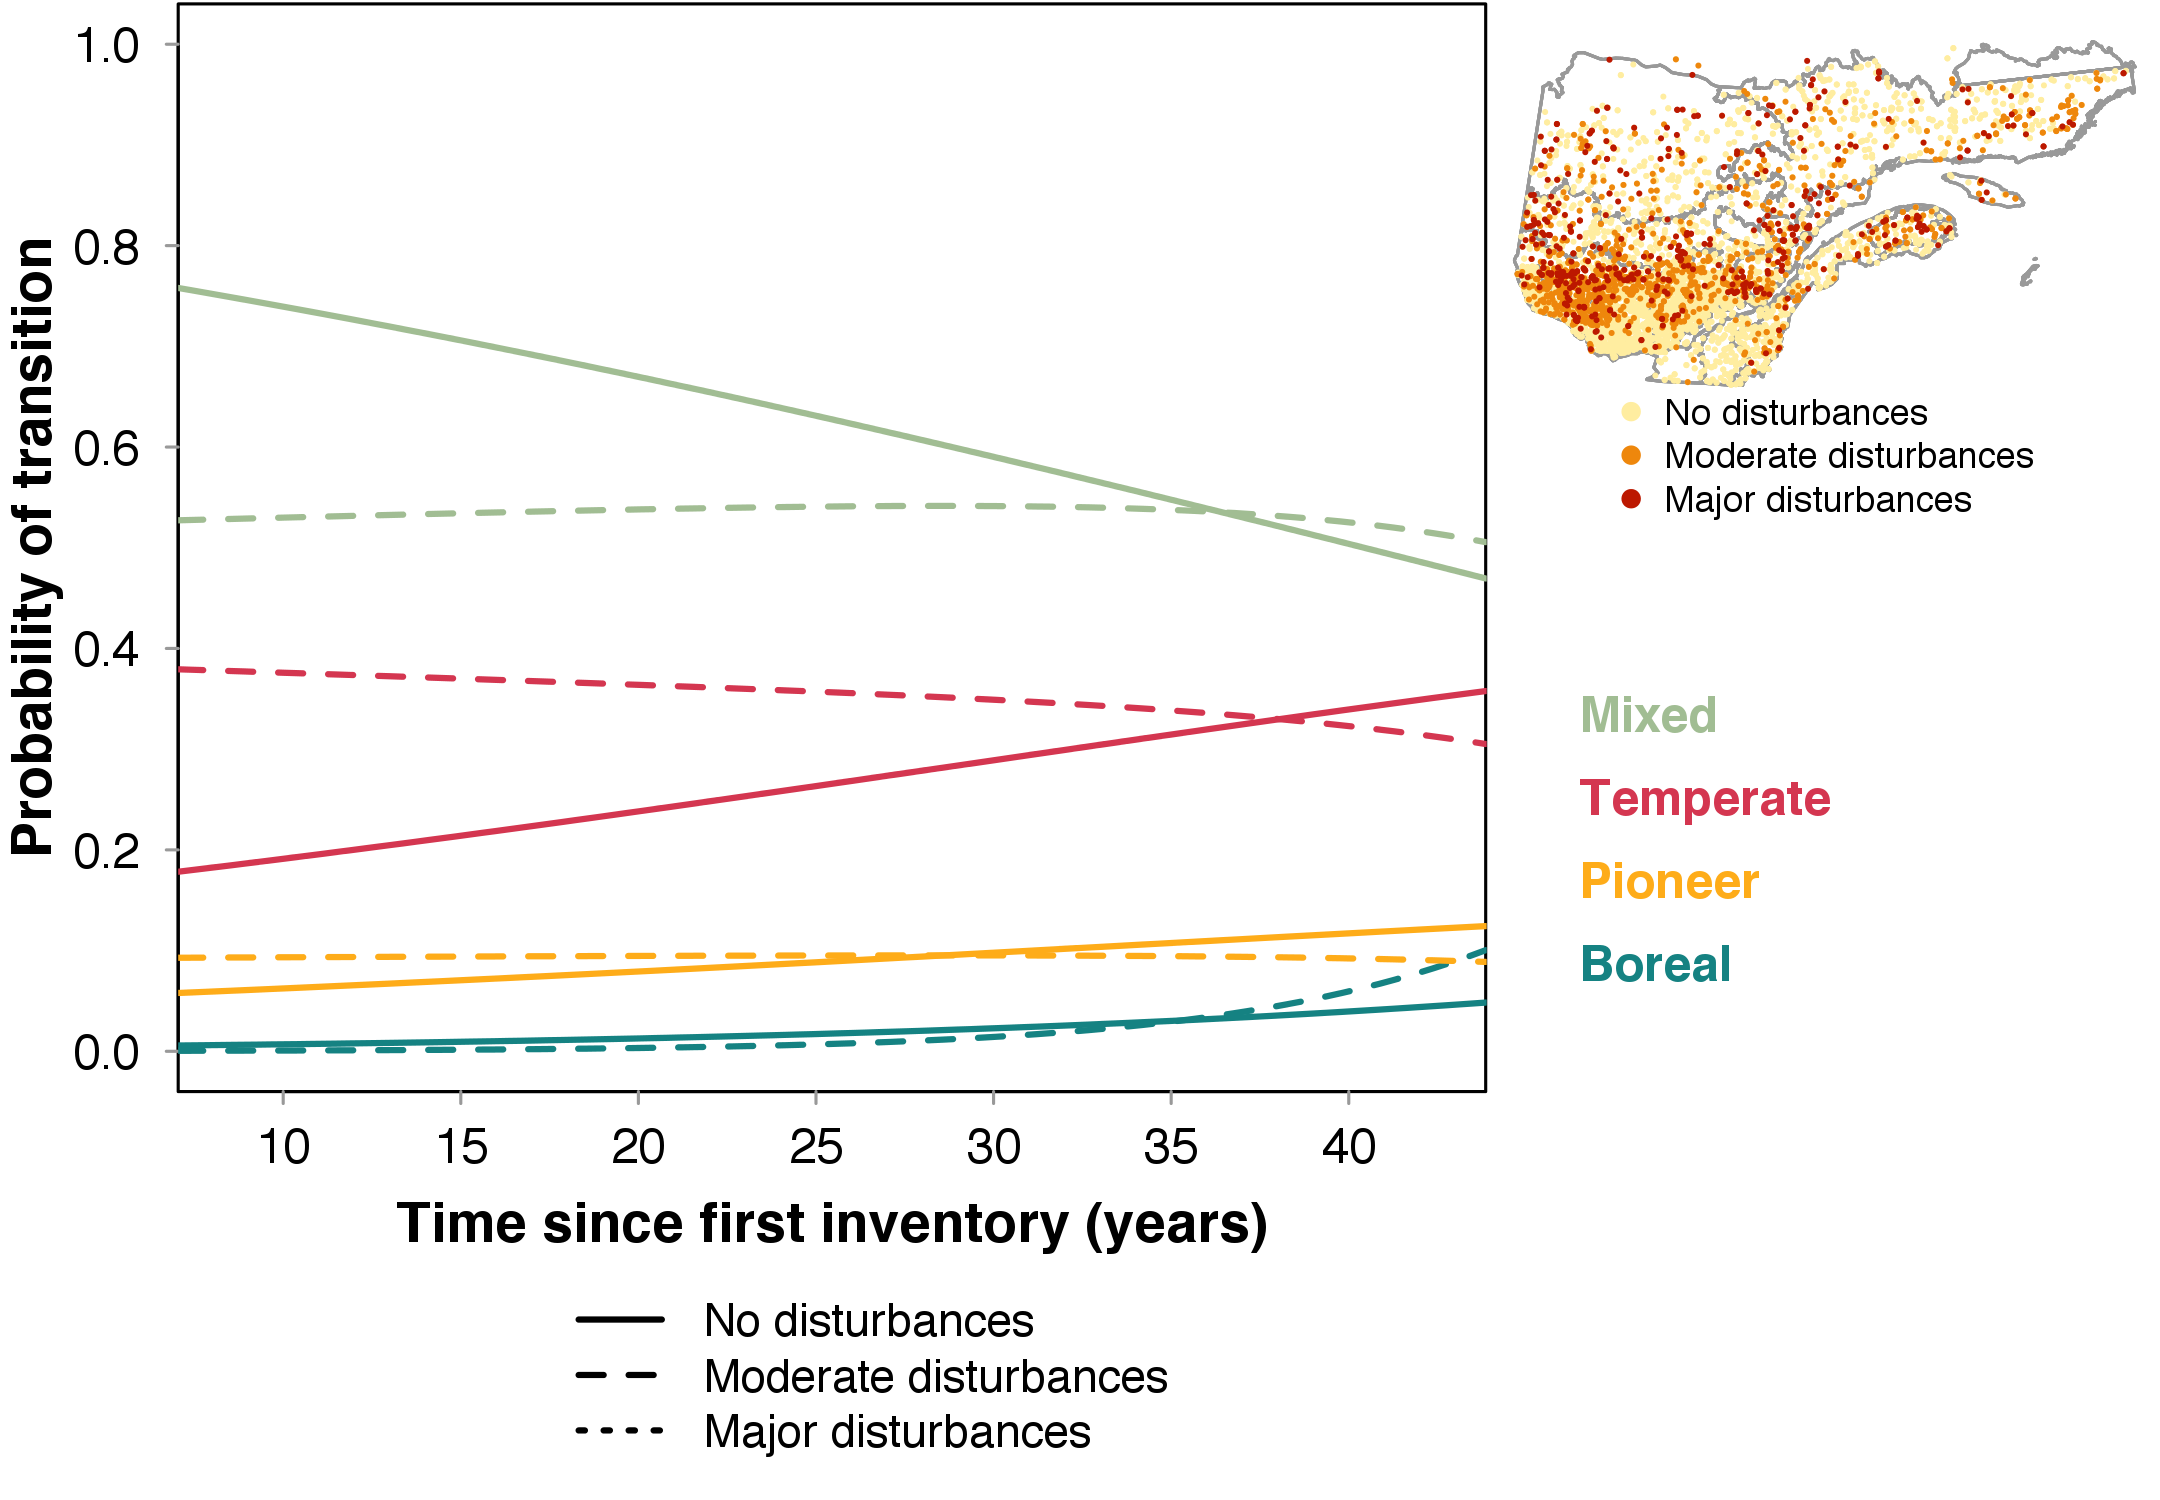 Probability of transition
1.0
0.8
0.6
0.4
0.2
0.0
10 15 20 25 30 35 40
Time since first inventory (years)
No disturbances
Moderate disturbances
Major disturbances
No disturbances
Moderate disturbances
Major disturbances
Mixed
Temperate
Pioneer
Boreal